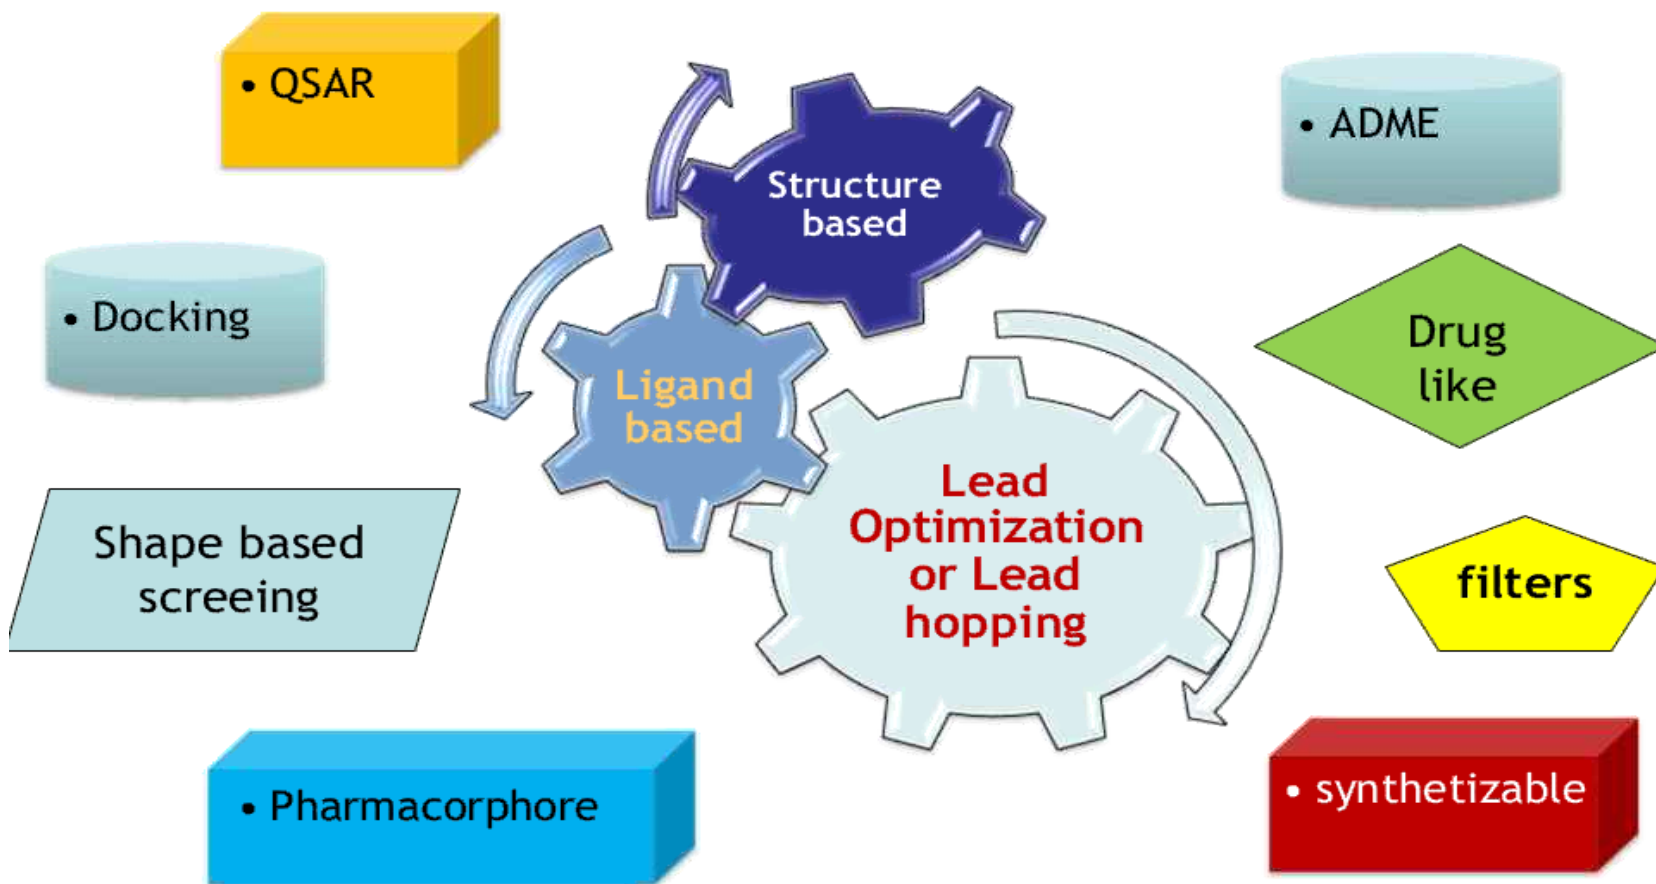 • QSAR
• Docking
Shape based
screeing
• Pharmacorphore
Structure
based
Ligand
based
Lead
Optimization
or Lead
hopping
• ADME
Drug
like
filters
• synthetizable